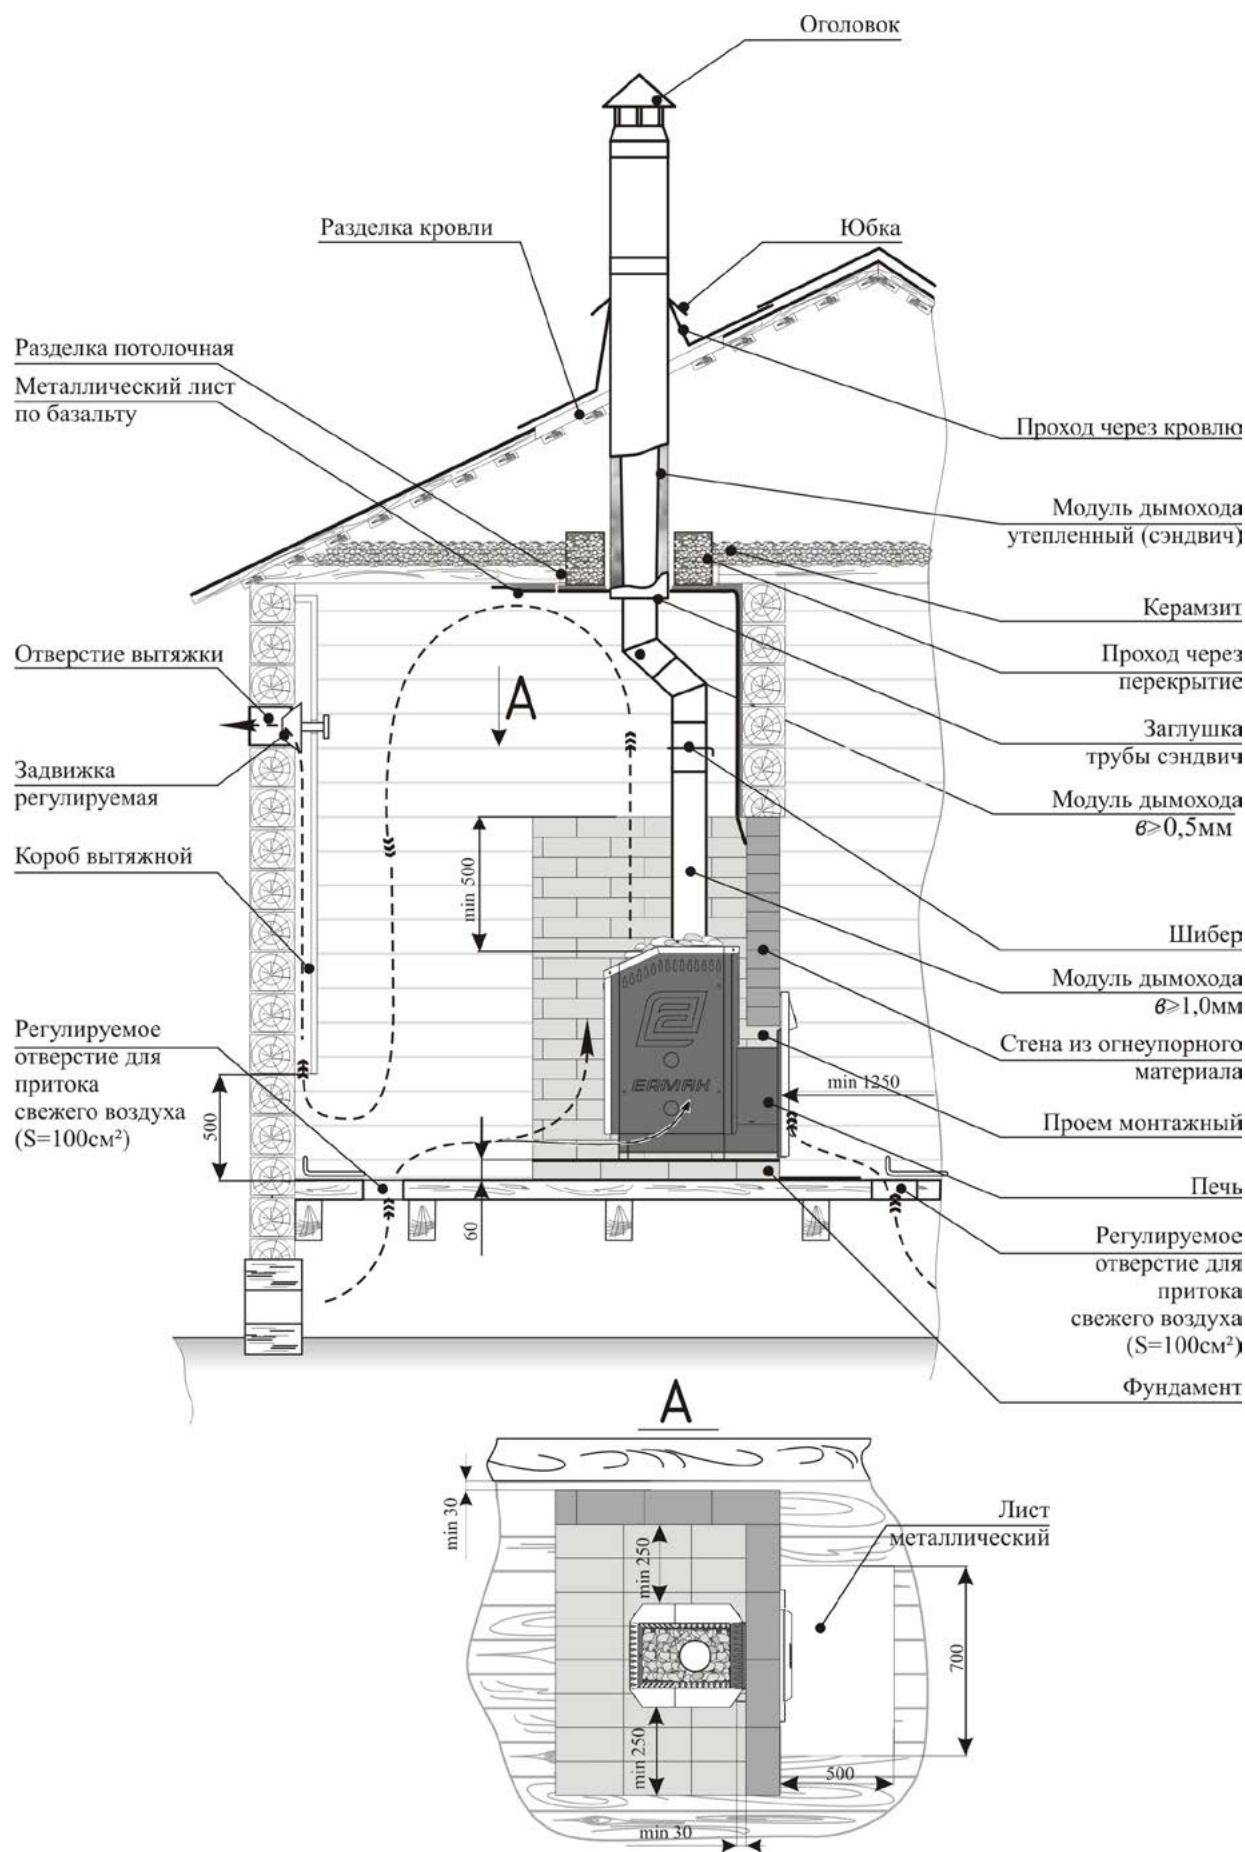 Оголовок
Разделка кровли
Юбка
Разделка потолочная
Металлический лист
по базальту
Проход через кровлю
Модуль дымохода
утепленный (сэндвич)
Керамзит
Отверстие вытяжки
Проход через
перекрытие
А
Заглушка
трубы сэндвич
Задвижка
регулируемая
Модуль дымохода
в≥0,5мм
Короб вытяжной
min 500
Шибер
Модуль дымохода
в≥1,0мм
Регулируемое
отверстие для
притока
свежего воздуха
(S=100см²)
Стена из огнеупорного
материала
ЕРМАК
min 1250
500
Проем монтажный
Печь
60
Регулируемое
отверстие для
притока
свежего воздуха
(S=100см²)
Фундамент
А
min 30
min 250
Лист
металлический
700
min 250
500
min 30